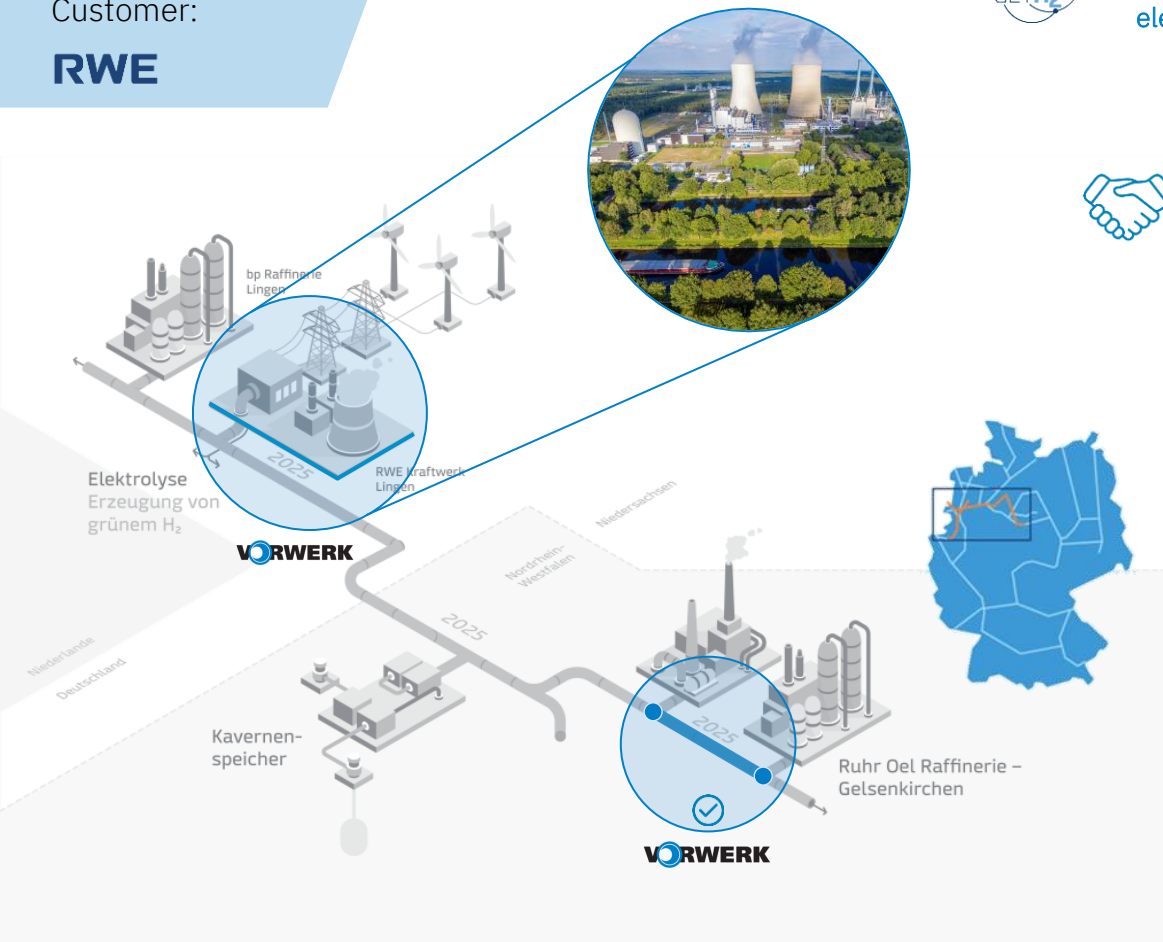 Customer:
RWE
bp Raffinerie
Lingen
2025
RWE Kraftwerk
Lingen
Elektrolyse
Erzeugung von
grünem H₂
VORWERK
Niedersachsen
Nordrhein-
Westfalen
2025
Niederlande
Deutschland
Kavernen-
speicher
2025
Ruhr Oel Raffinerie –
Gelsenkirchen
VORWERK